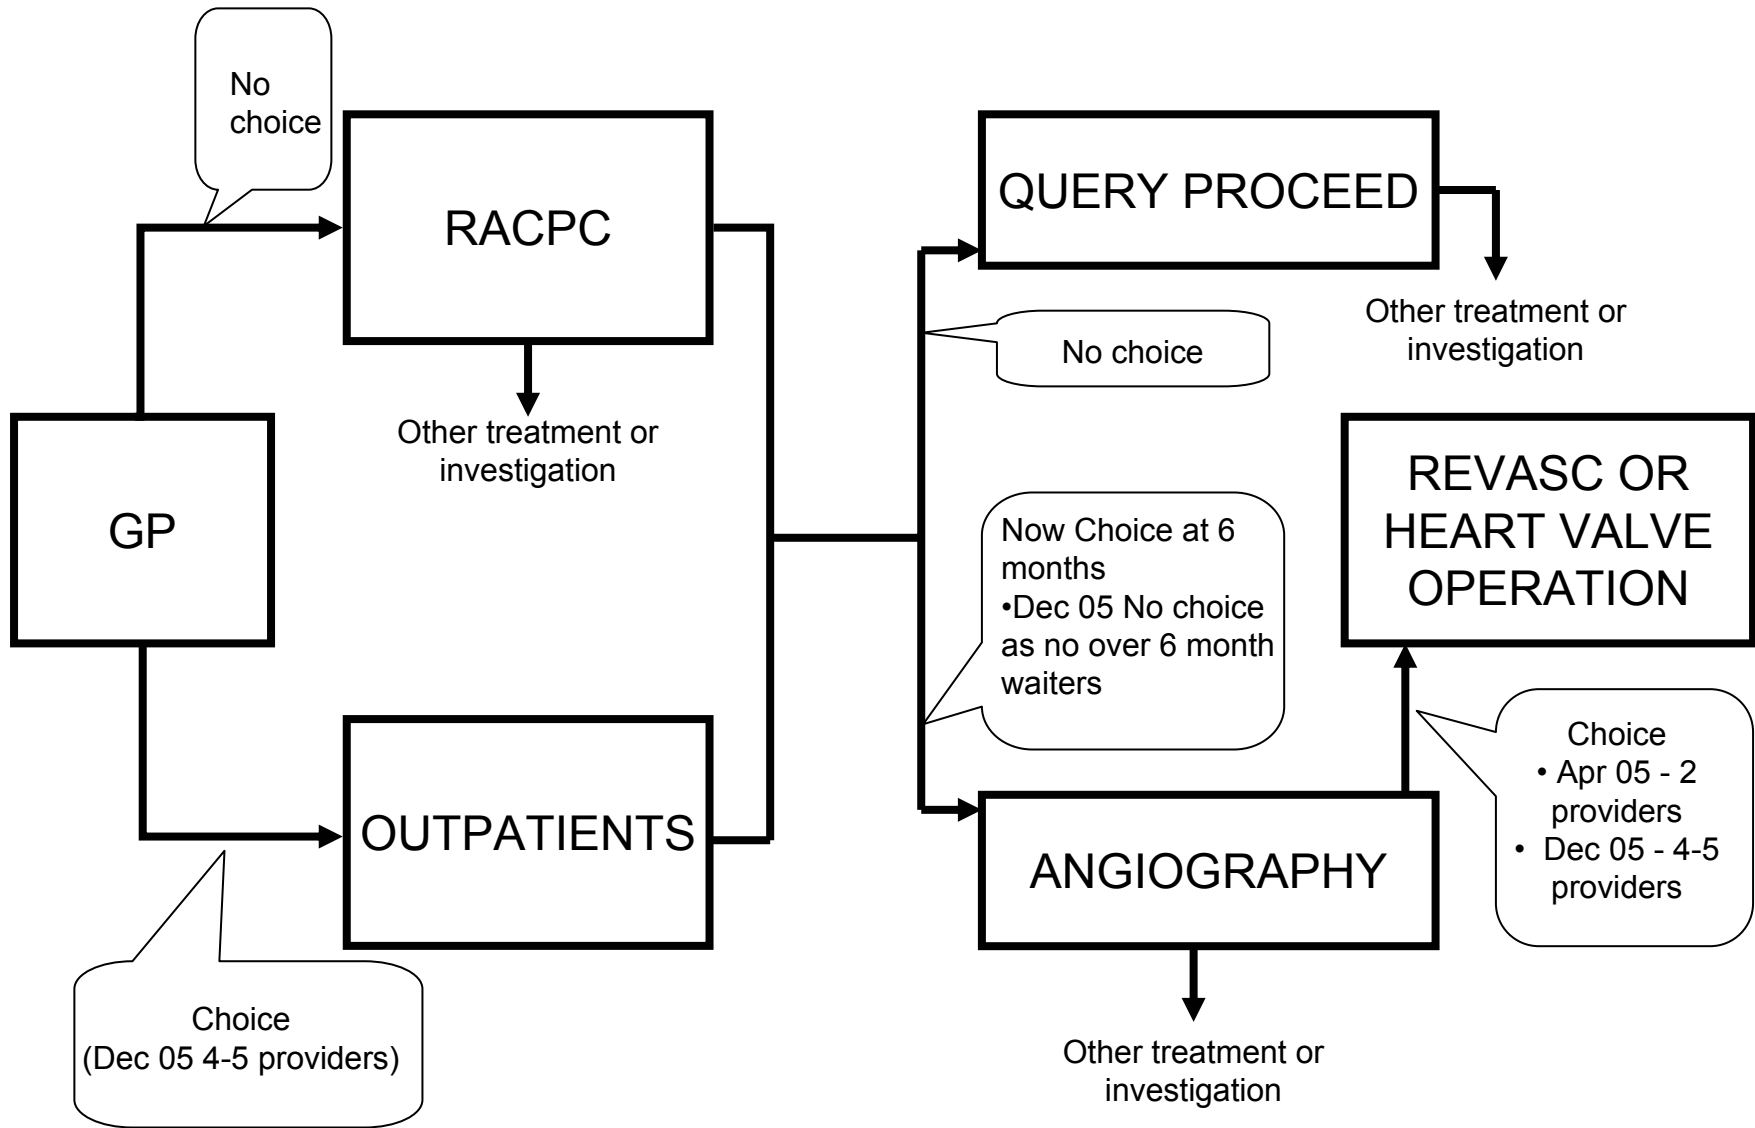 No
choice
RACPC
Other treatment or
investigation
GP
OUTPATIENTS
Choice
(Dec 05 4-5 providers)
QUERY PROCEED
Other treatment or
investigation
No choice
Now Choice at 6
months
•Dec 05 No choice
as no over 6 month
waiters
REVASC OR
HEART VALVE
OPERATION
Choice
• Apr 05 - 2
providers
• Dec 05 - 4-5
providers
ANGIOGRAPHY
Other treatment or
investigation